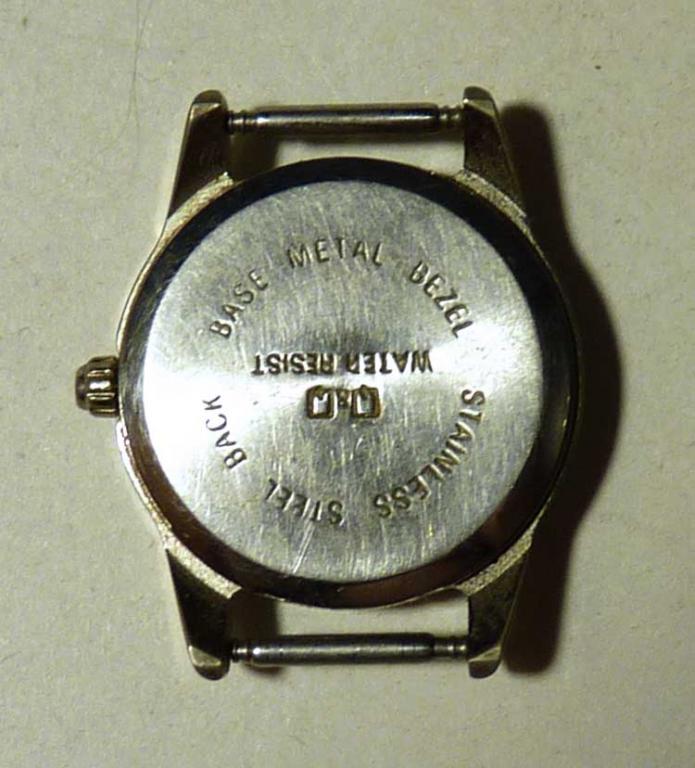 BASE METAL BEZEL
STAINLESS STEEL BACK
WATER RESIST
Q&Q